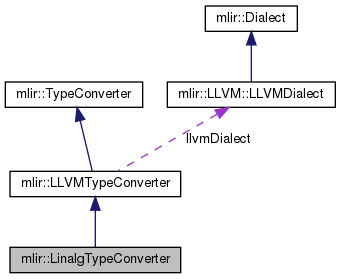 mlir::Dialect
mlir::TypeConverter
mlir::LLVM::LLVMDialect
llvmDialect
mlir::LLVMTypeConverter
mlir::LinalgTypeConverter